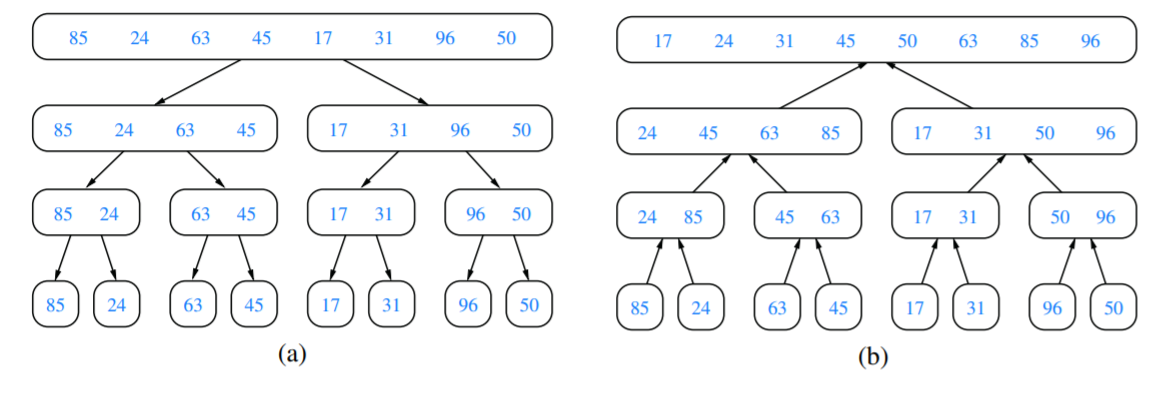 85 24 63 45 17 31 96 50
85 24 63 45 17 31 96 50
85 24 63 45 17 31 96 50
85 24 63 45 17 31 96 50
(a)
17 24 31 45 50 63 85 96
24 45 63 85 17 31 50 96
24 85 45 63 17 31 50 96
85 24 63 45 17 31 96 50
(b)